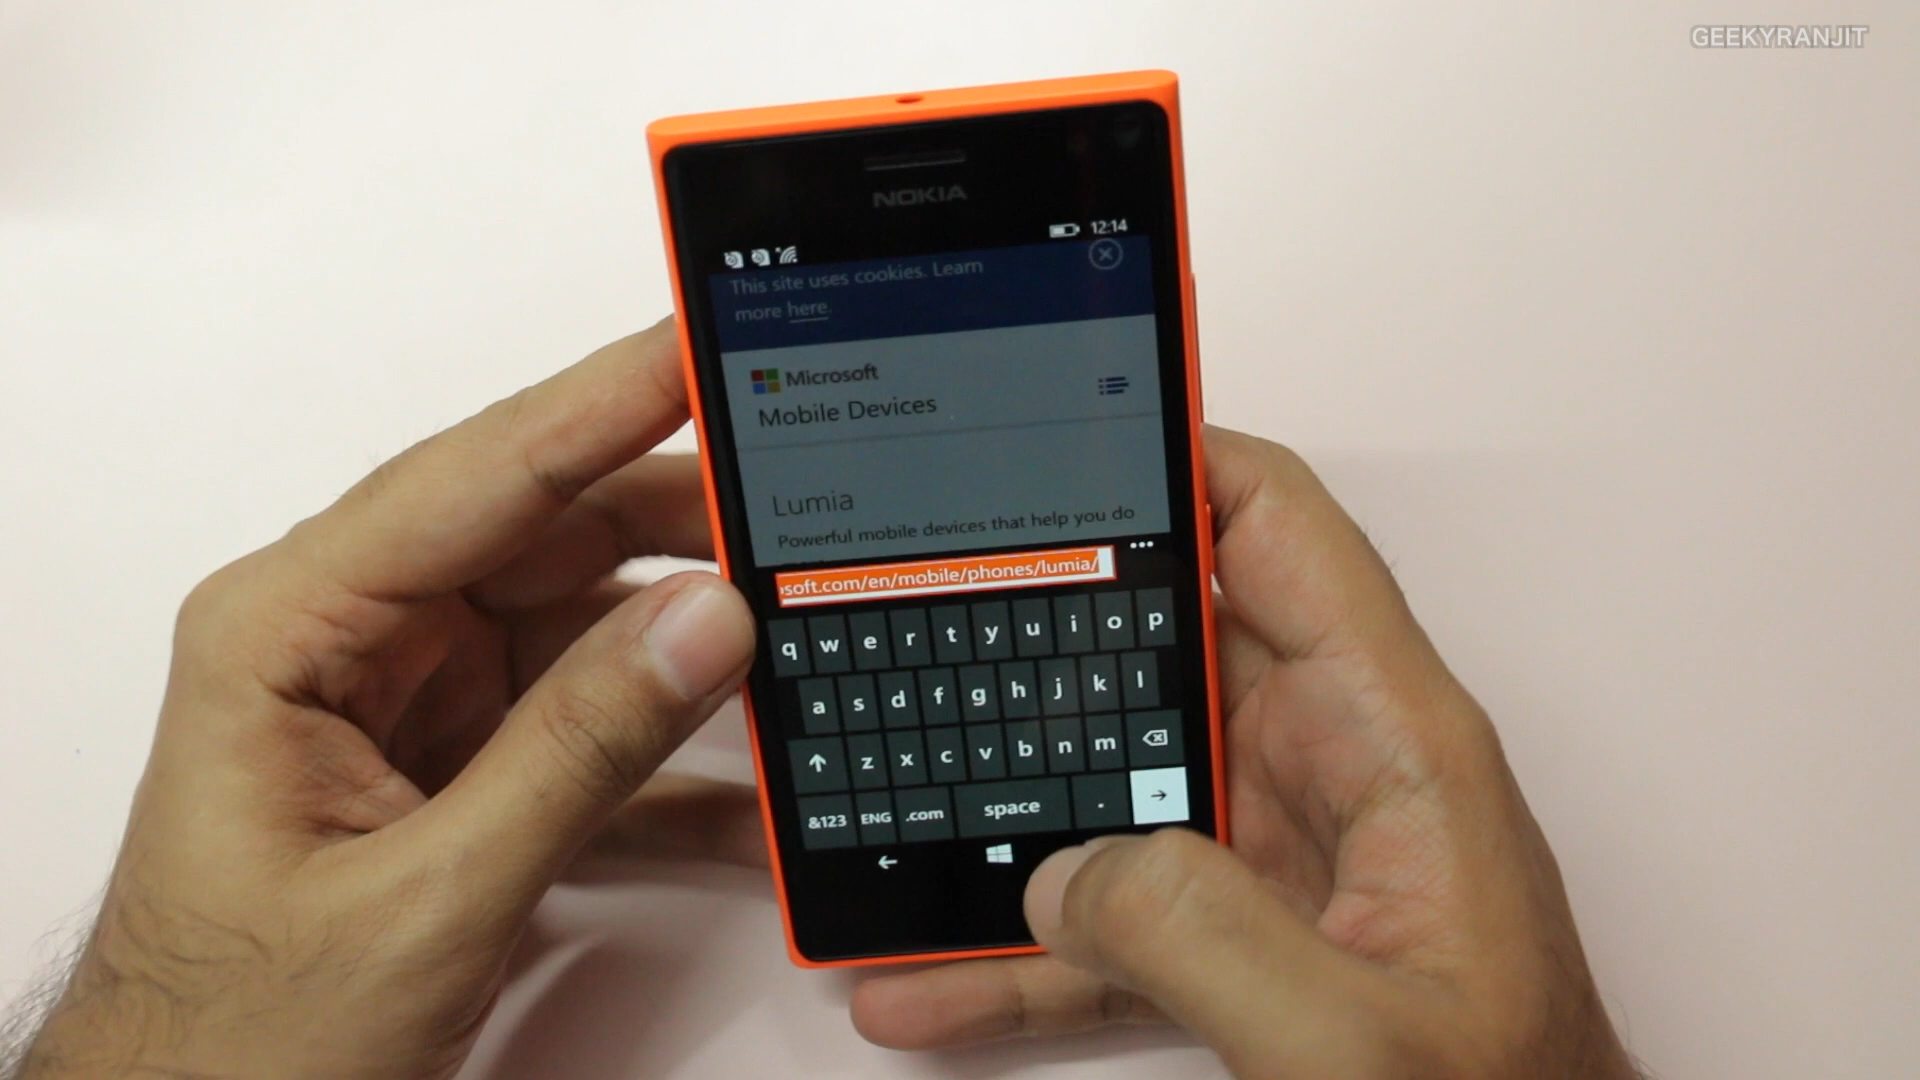 GEEKYRANJIT
NOKIA
12:14
This site uses cookies. Learn
more here.
Microsoft
Mobile Devices
Lumia
Powerful mobile devices that help you do
soft.com/en/mobile/phones/lumia/
q w e r t y u i o p
a s d f g h j k l
z x c v b n m
&123 ENG .com space .